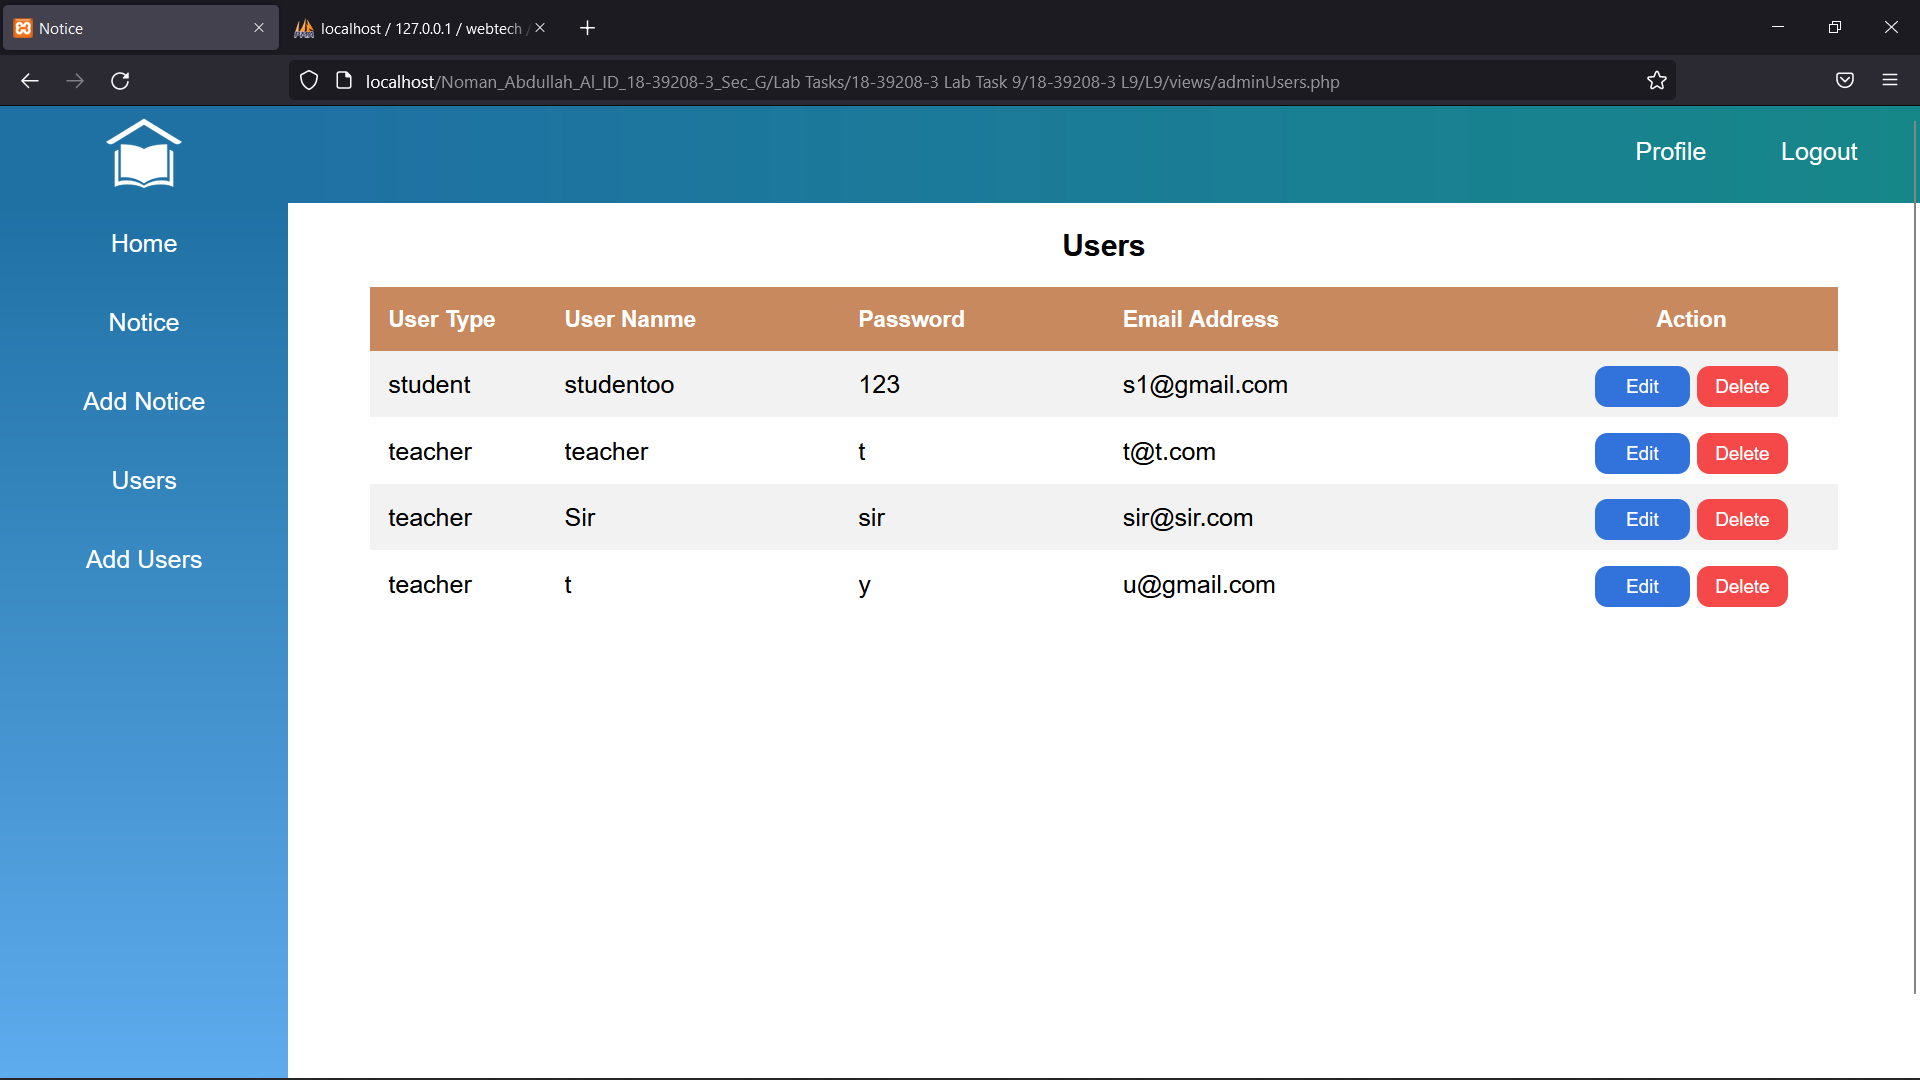 Notice
localhost / 127.0.0.1 / webtech /
localhost/Noman_Abdullah_Al_ID_18-39208-3_Sec_G/Lab Tasks/18-39208-3 Lab Task 9/18-39208-3 L9/L9/views/adminUsers.php
Profile Logout
Home
Notice
Add Notice
Users
Add Users
Users
User Type User Nanme Password Email Address Action
student studentoo 123 s1@gmail.com Edit Delete
teacher teacher t t@t.com Edit Delete
teacher Sir sir sir@sir.com Edit Delete
teacher t y u@gmail.com Edit Delete